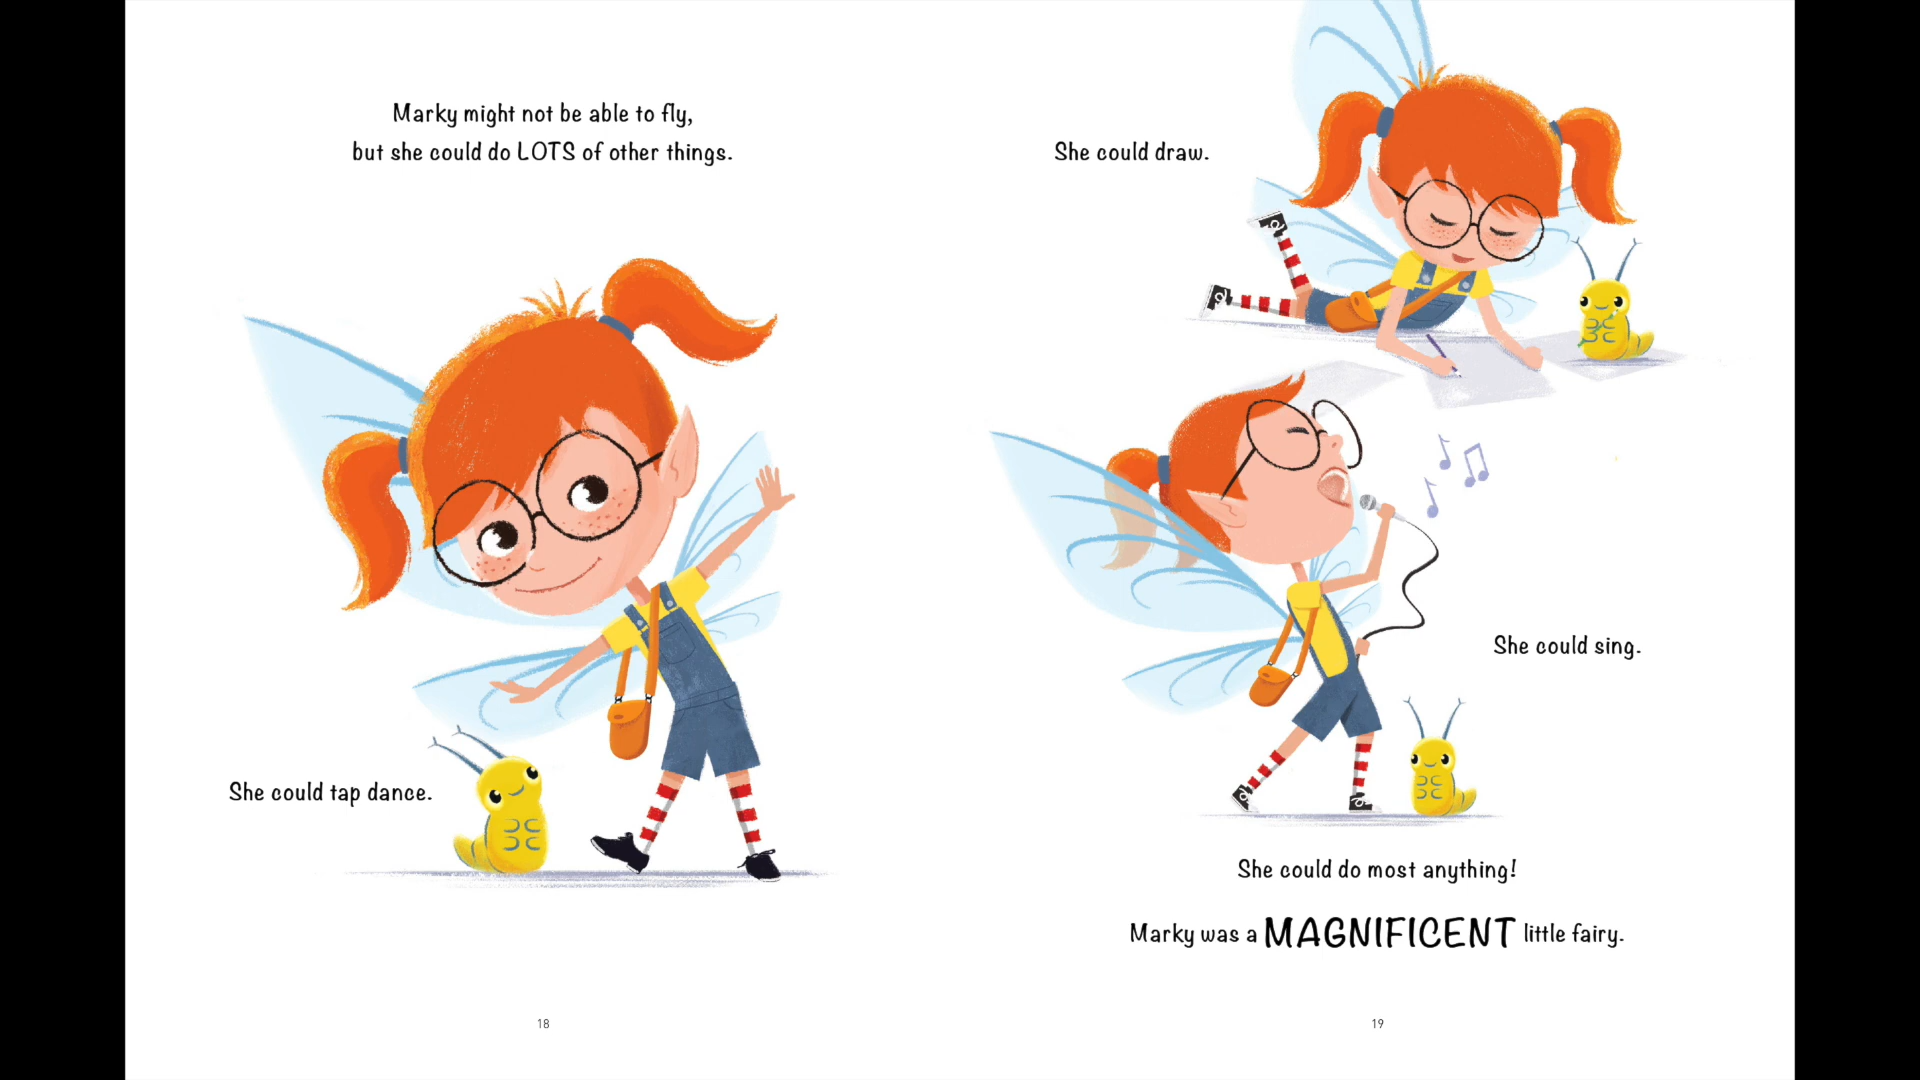 Marky might not be able to fly,
but she could do LOTS of other things.
She could tap dance.
18
She could draw.
She could sing.
She could do most anything!
Marky was a MAGNIFICENT little fairy.
19